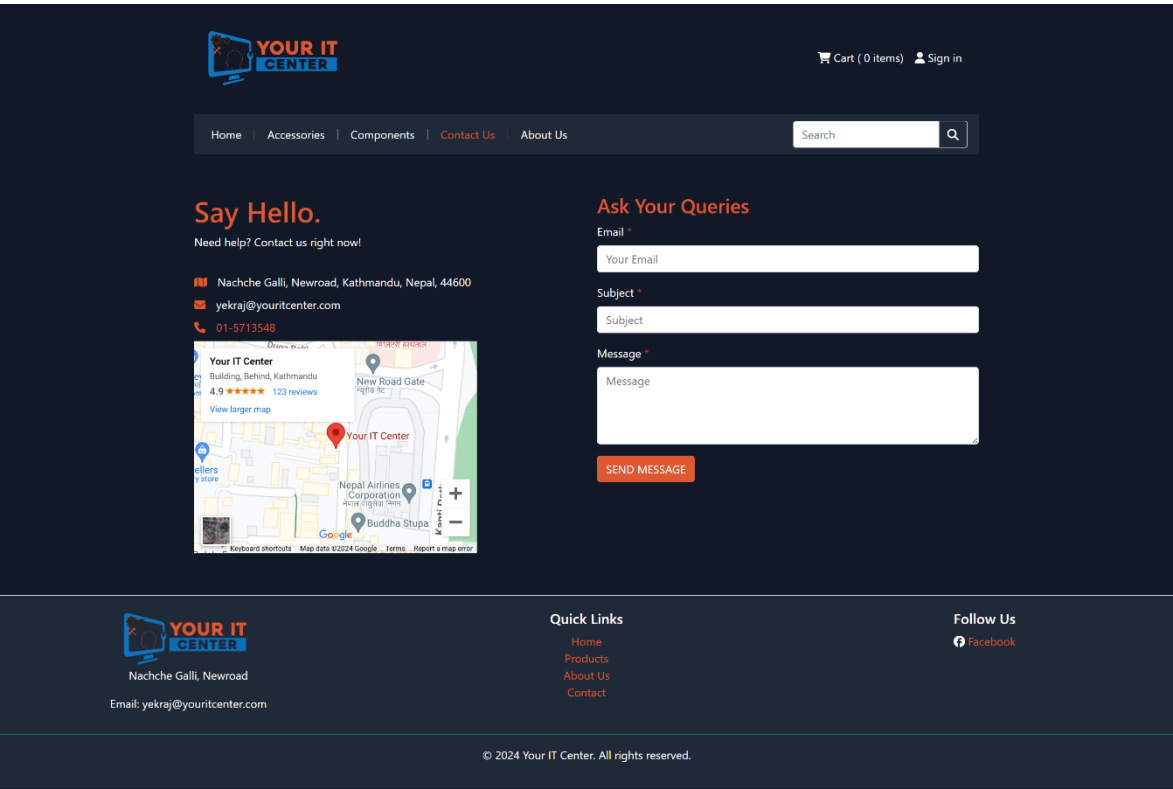 YOUR IT
CENTER
Cart ( 0 items) Sign in
Home | Accessories | Components | Contact Us | About Us
Search
Say Hello.
Need help? Contact us right now!
Nachche Galli, Newroad, Kathmandu, Nepal, 44600
yekraj@youritcenter.com
01-5713548
Your IT Center
Building, Behind, Kathmandu
4.9 ★★★★★ 123 reviews
View larger map
New Road Gate
न्यूरोड गेट
Your IT Center
ellers
y store
Nepal Airlines
Corporation
नेपाल वायुसेवा निगम
Buddha Stupa
Kanti Path
+
−
Google
Keyboard shortcuts Map data ©2024 Google Terms Report a map error
Ask Your Queries
Email *
Your Email
Subject *
Subject
Message *
Message
SEND MESSAGE
YOUR IT
CENTER
Nachche Galli, Newroad
Email: yekraj@youritcenter.com
Quick Links
Home
Products
About Us
Contact
Follow Us
Facebook
© 2024 Your IT Center. All rights reserved.